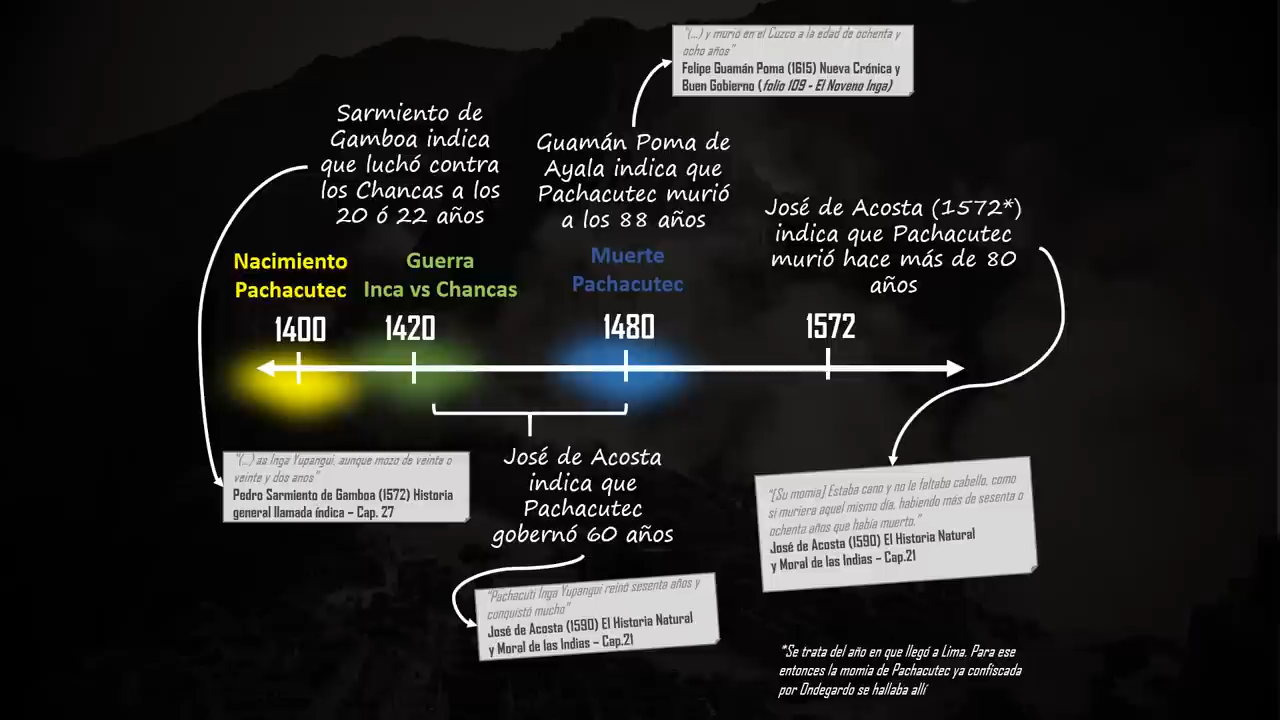 "(...) y murió en el Cuzco a la edad de ochenta y
ocho años"
Felipe Guamán Poma (1615) Nueva Crónica y
Buen Gobierno (folio 109 - El Noveno Inga)
Sarmiento de
Gamboa indica
que luchó contra
los Chancas a los
20 ó 22 años
Guamán Poma de
Ayala indica que
Pachacutec murió
a los 88 años
José de Acosta (1572*)
indica que Pachacutec
murió hace más de 80
años
Nacimiento
Pachacutec
Guerra
Inca vs Chancas
Muerte
Pachacutec
1400
1420
1480
1572
"(...) aa Inga Yupangui, aunque mozo de veinte o
veinte y dos anos"
Pedro Sarmiento de Gamboa (1572) Historia
general llamada índica – Cap. 27
José de Acosta
indica que
Pachacutec
gobernó 60 años
"Pachacuti Inga Yupangui reinó sesenta años y
conquistó mucho"
José de Acosta (1590) El Historia Natural
y Moral de las Indias – Cap.21
"[Su momia] Estaba cano y no le faltaba cabello, como
si muriera aquel mismo día, habiendo más de sesenta o
ochenta años que había muerto."
José de Acosta (1590) El Historia Natural
y Moral de las Indias – Cap.21
*Se trata del año en que llegó a Lima. Para ese
entonces la momia de Pachacutec ya confiscada
por Ondegardo se hallaba allí